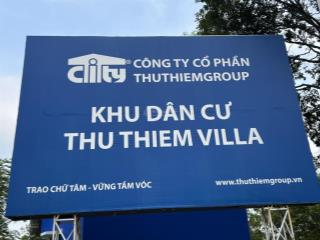 Clity
CÔNG TY CỔ PHẦN
THUTHIEMGROUP
KHU DÂN CƯ
THU THIEM VILLA
TRAO CHỮ TÂM - VỮNG TẦM VÓC
www.thuthiemgroup.vn